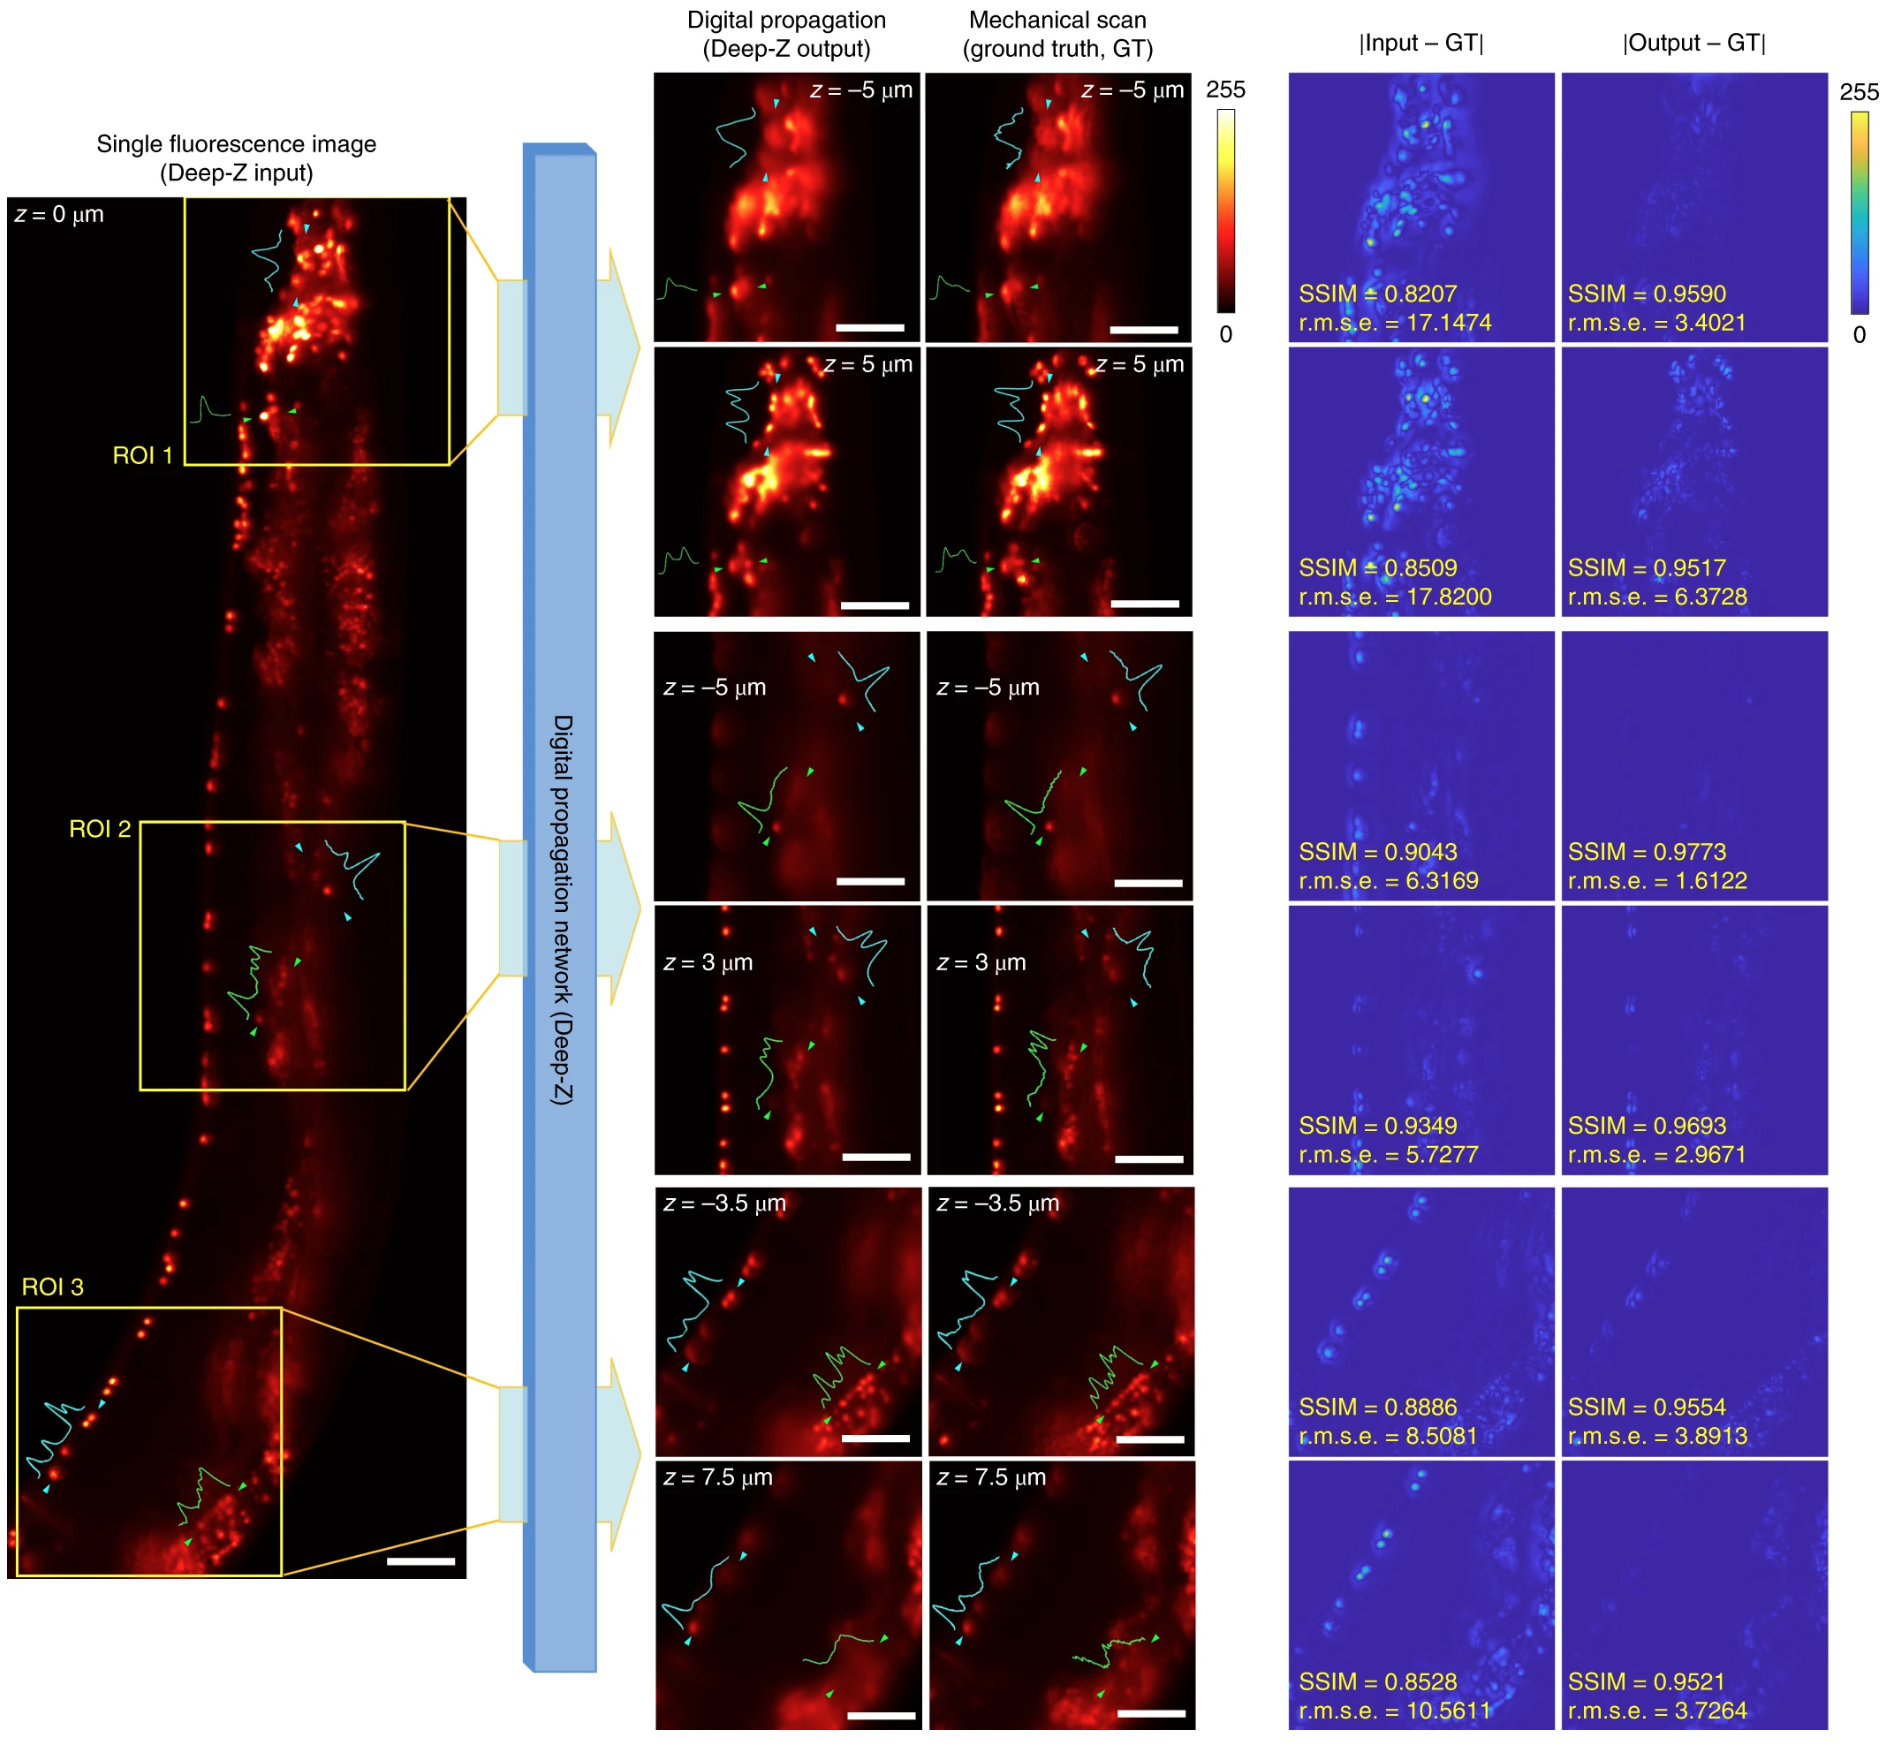 Single fluorescence image
(Deep-Z input)
z = 0 μm
ROI 1
ROI 2
ROI 3
Digital propagation network (Deep-Z)
Digital propagation
(Deep-Z output)
Mechanical scan
(ground truth, GT)
|Input – GT|
|Output – GT|
z = –5 μm
z = –5 μm
255
0
SSIM = 0.8207
r.m.s.e. = 17.1474
SSIM = 0.9590
r.m.s.e. = 3.4021
255
0
z = 5 μm
z = 5 μm
SSIM = 0.8509
r.m.s.e. = 17.8200
SSIM = 0.9517
r.m.s.e. = 6.3728
z = –5 μm
z = –5 μm
SSIM = 0.9043
r.m.s.e. = 6.3169
SSIM = 0.9773
r.m.s.e. = 1.6122
z = 3 μm
z = 3 μm
SSIM = 0.9349
r.m.s.e. = 5.7277
SSIM = 0.9693
r.m.s.e. = 2.9671
z = –3.5 μm
z = –3.5 μm
SSIM = 0.8886
r.m.s.e. = 8.5081
SSIM = 0.9554
r.m.s.e. = 3.8913
z = 7.5 μm
z = 7.5 μm
SSIM = 0.8528
r.m.s.e. = 10.5611
SSIM = 0.9521
r.m.s.e. = 3.7264